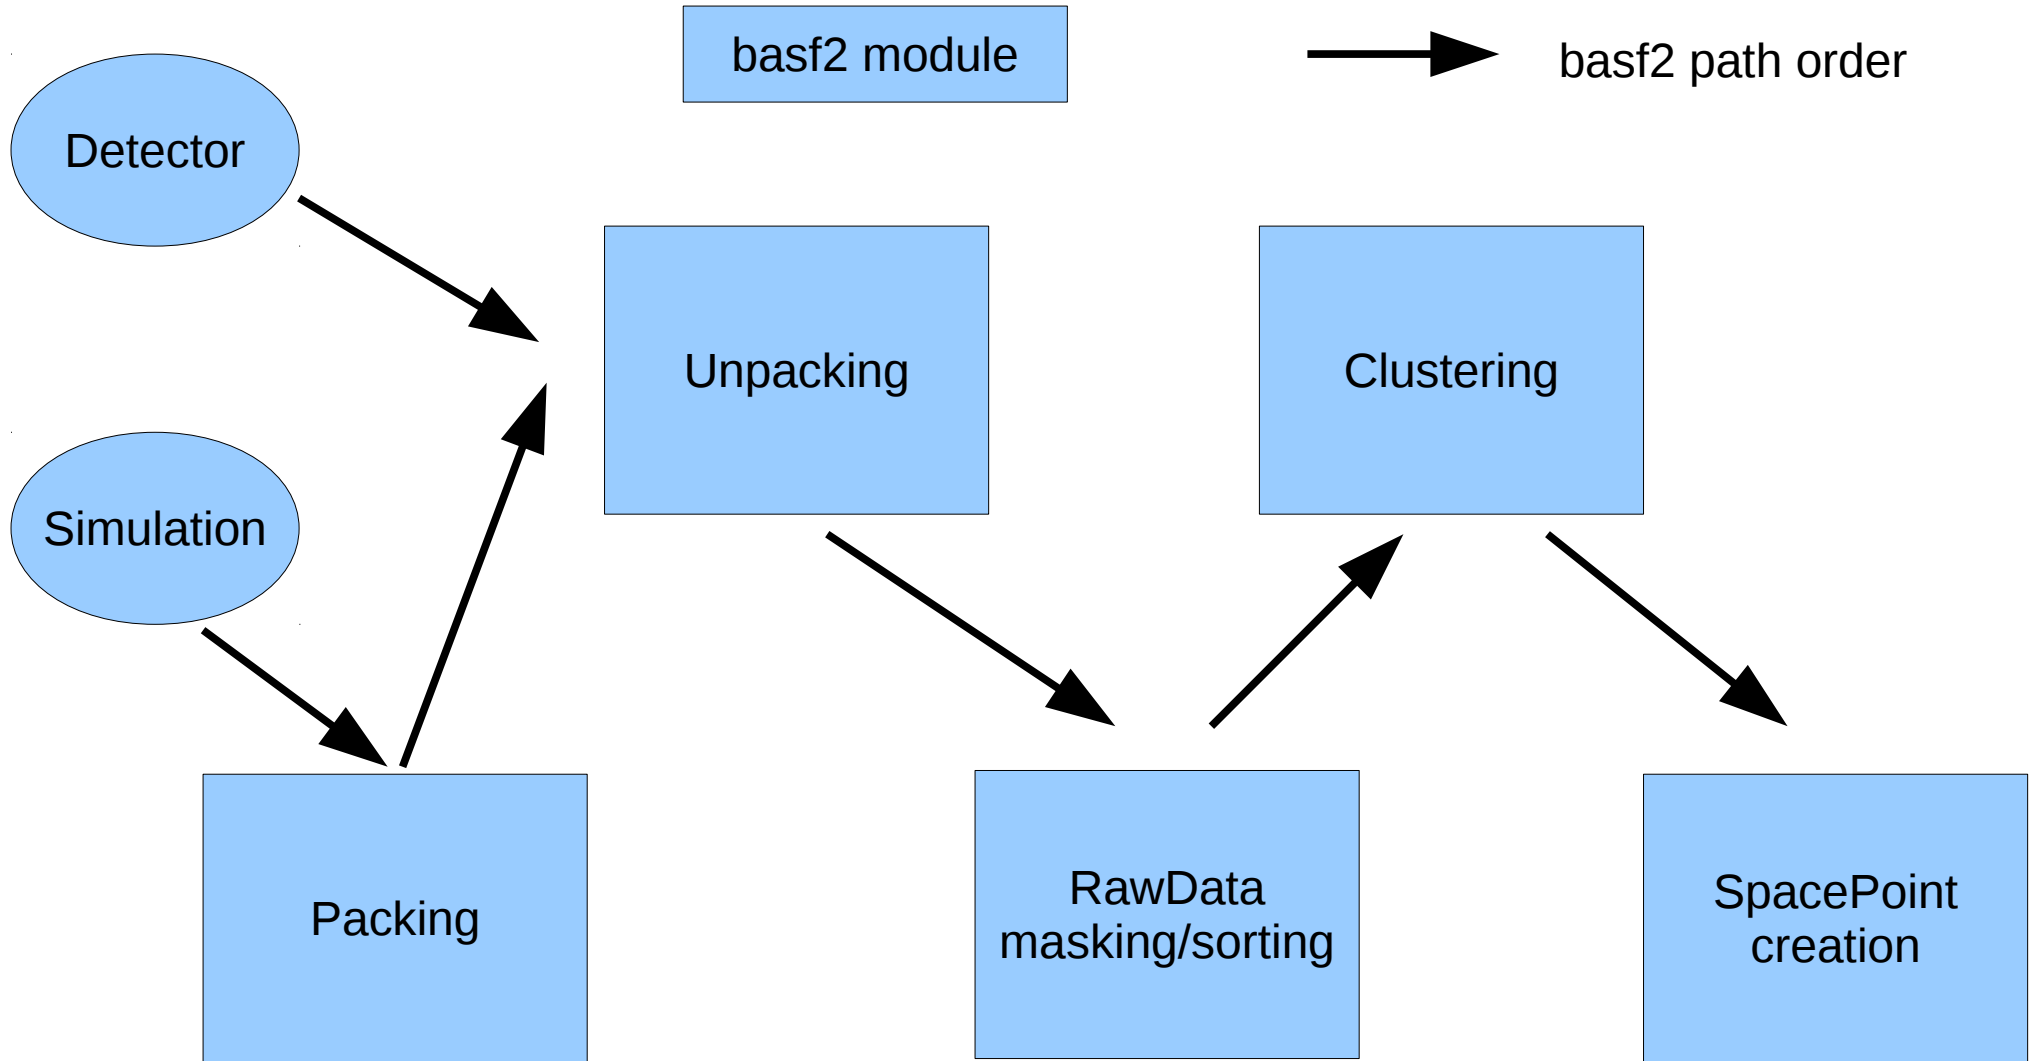 basf2 module
basf2 path order
Detector
Unpacking
Clustering
Simulation
Packing
RawData
masking/sorting
SpacePoint
creation